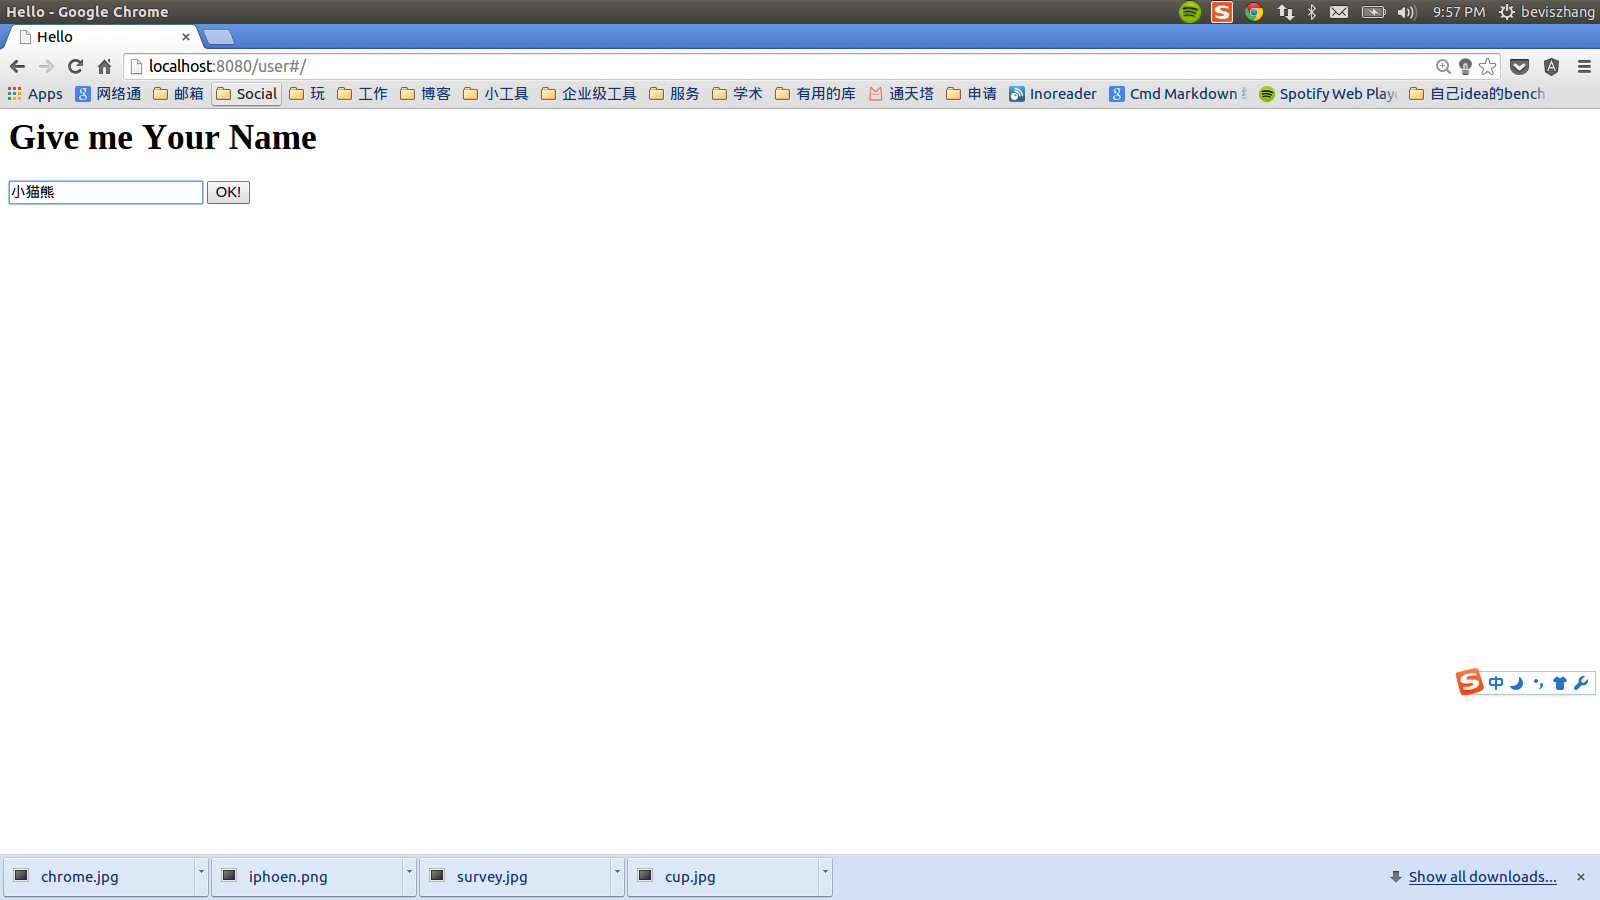 Hello - Google Chrome
9:57 PM beviszhang
Hello
localhost:8080/user#/
Apps 网络通 邮箱 Social 玩 工作 博客 小工具 企业级工具 服务 学术 有用的库 通天塔 申请 Inoreader Cmd Markdown Spotify Web Play 自己idea的bench
Give me Your Name
小猫熊 OK!
中
chrome.jpg iphoen.png survey.jpg cup.jpg Show all downloads...